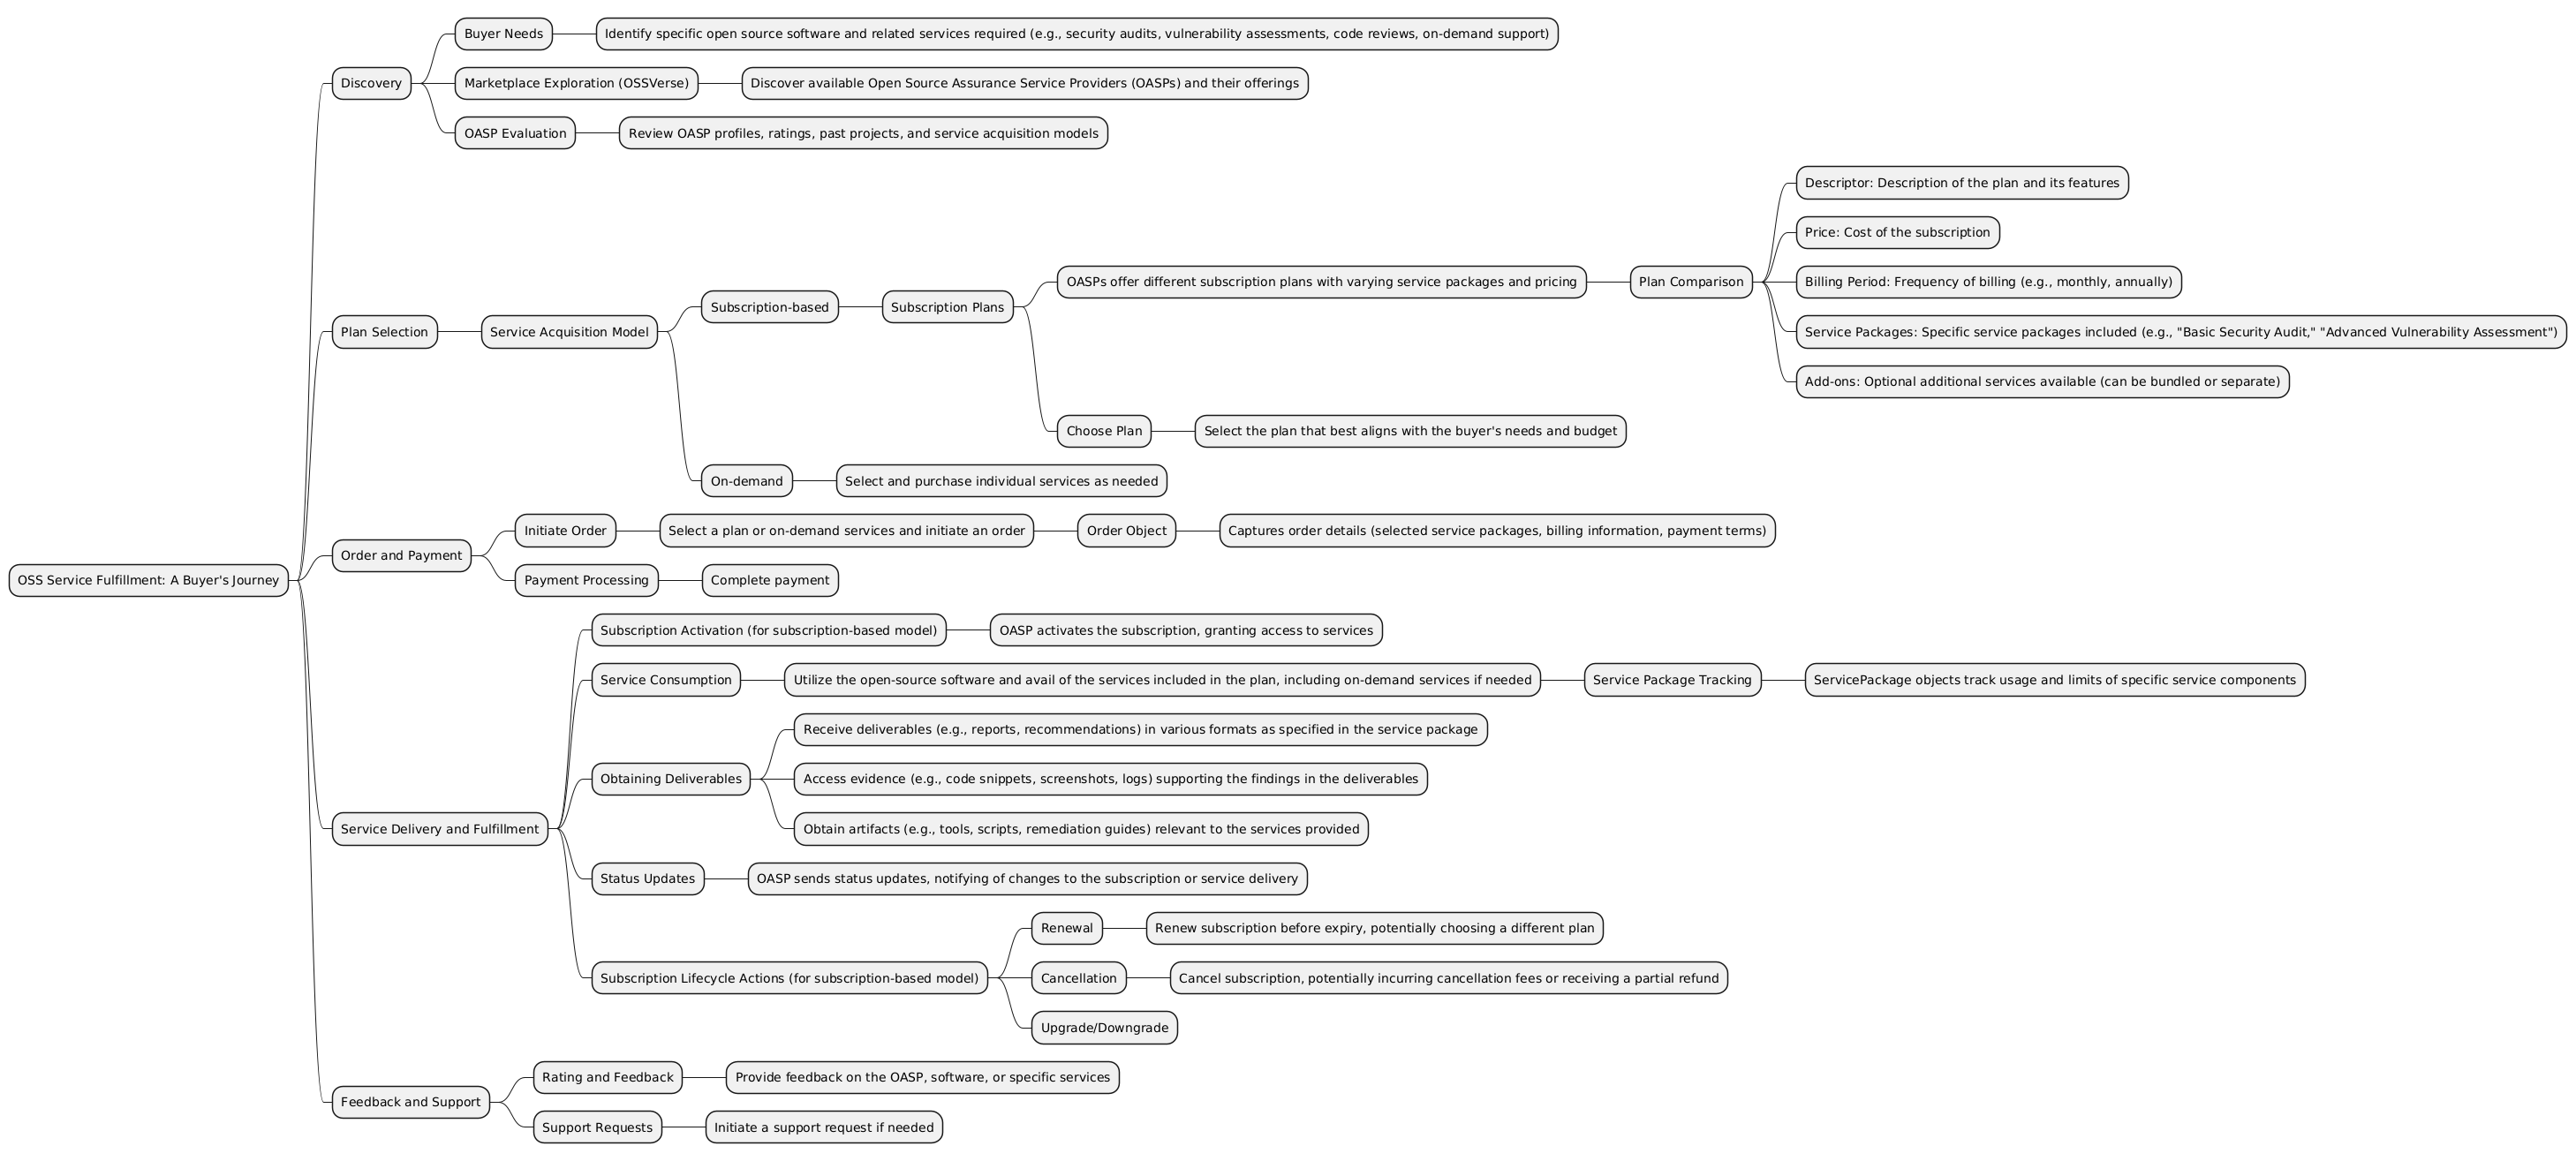 OSS Service Fulfillment: A Buyer's Journey
Discovery
Buyer Needs
Identify specific open source software and related services required (e.g., security audits, vulnerability assessments, code reviews, on-demand support)
Marketplace Exploration (OSSVerse)
Discover available Open Source Assurance Service Providers (OASPs) and their offerings
OASP Evaluation
Review OASP profiles, ratings, past projects, and service acquisition models
Plan Selection
Service Acquisition Model
Subscription-based
Subscription Plans
OASPs offer different subscription plans with varying service packages and pricing
Plan Comparison
Descriptor: Description of the plan and its features
Price: Cost of the subscription
Billing Period: Frequency of billing (e.g., monthly, annually)
Service Packages: Specific service packages included (e.g., "Basic Security Audit," "Advanced Vulnerability Assessment")
Add-ons: Optional additional services available (can be bundled or separate)
Choose Plan
Select the plan that best aligns with the buyer's needs and budget
On-demand
Select and purchase individual services as needed
Order and Payment
Initiate Order
Select a plan or on-demand services and initiate an order
Order Object
Captures order details (selected service packages, billing information, payment terms)
Payment Processing
Complete payment
Service Delivery and Fulfillment
Subscription Activation (for subscription-based model)
OASP activates the subscription, granting access to services
Service Consumption
Utilize the open-source software and avail of the services included in the plan, including on-demand services if needed
Service Package Tracking
ServicePackage objects track usage and limits of specific service components
Obtaining Deliverables
Receive deliverables (e.g., reports, recommendations) in various formats as specified in the service package
Access evidence (e.g., code snippets, screenshots, logs) supporting the findings in the deliverables
Obtain artifacts (e.g., tools, scripts, remediation guides) relevant to the services provided
Status Updates
OASP sends status updates, notifying of changes to the subscription or service delivery
Subscription Lifecycle Actions (for subscription-based model)
Renewal
Renew subscription before expiry, potentially choosing a different plan
Cancellation
Cancel subscription, potentially incurring cancellation fees or receiving a partial refund
Upgrade/Downgrade
Feedback and Support
Rating and Feedback
Provide feedback on the OASP, software, or specific services
Support Requests
Initiate a support request if needed